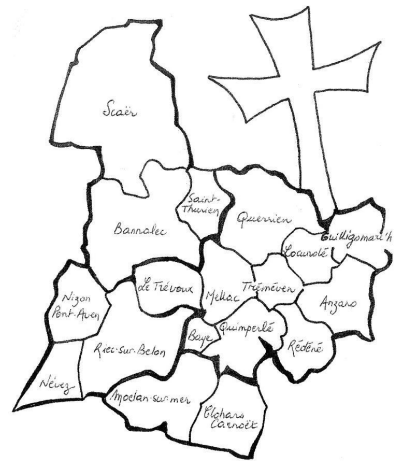 Scaër
Saint-
Thurien
Bannalec
Querrien
Guilligomarc'h
Locunolé
Le Trévoux
Mellac
Tréméven
Arzano
Nizon
Pont-Aven
Baye
Quimperlé
Rédéné
Riec-sur-Belon
Névez
Moëlan-sur-mer
Clohars
Carnoët